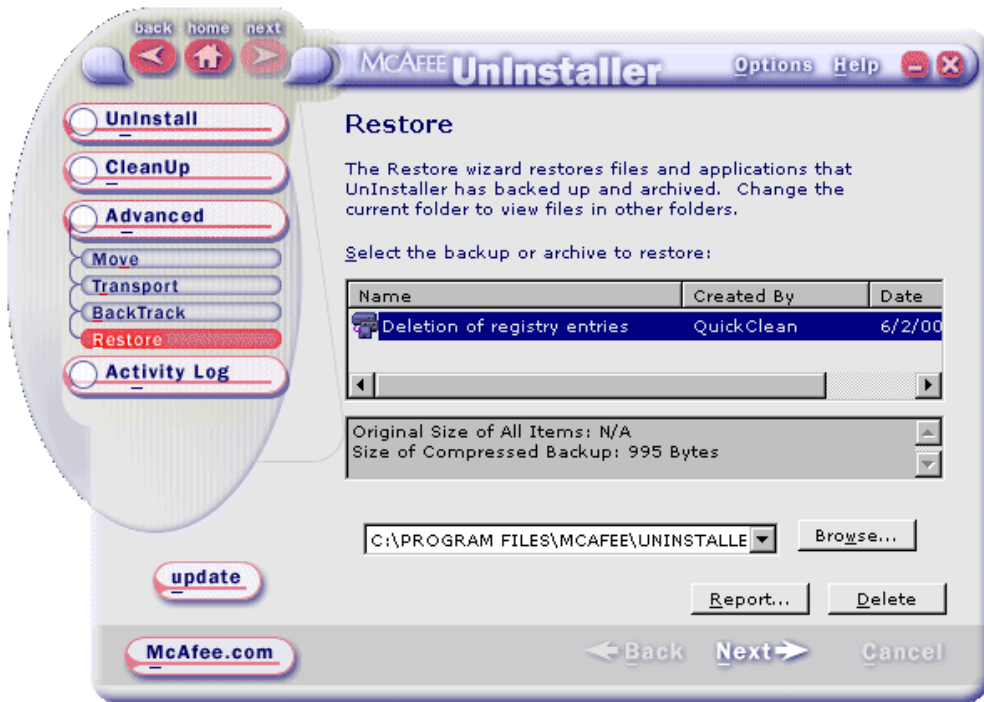 back home next
McAFEE UnInstaller
Options Help
UnInstall
CleanUp
Advanced
Move
Transport
BackTrack
Restore
Activity Log
update
McAfee.com
Restore
The Restore wizard restores files and applications that
UnInstaller has backed up and archived. Change the
current folder to view files in other folders.
Select the backup or archive to restore:
Name Created By Date
Deletion of registry entries QuickClean 6/2/00
Original Size of All Items: N/A
Size of Compressed Backup: 995 Bytes
C:\PROGRAM FILES\MCAFEE\UNINSTALLE
Browse...
Report... Delete
Back Next Cancel